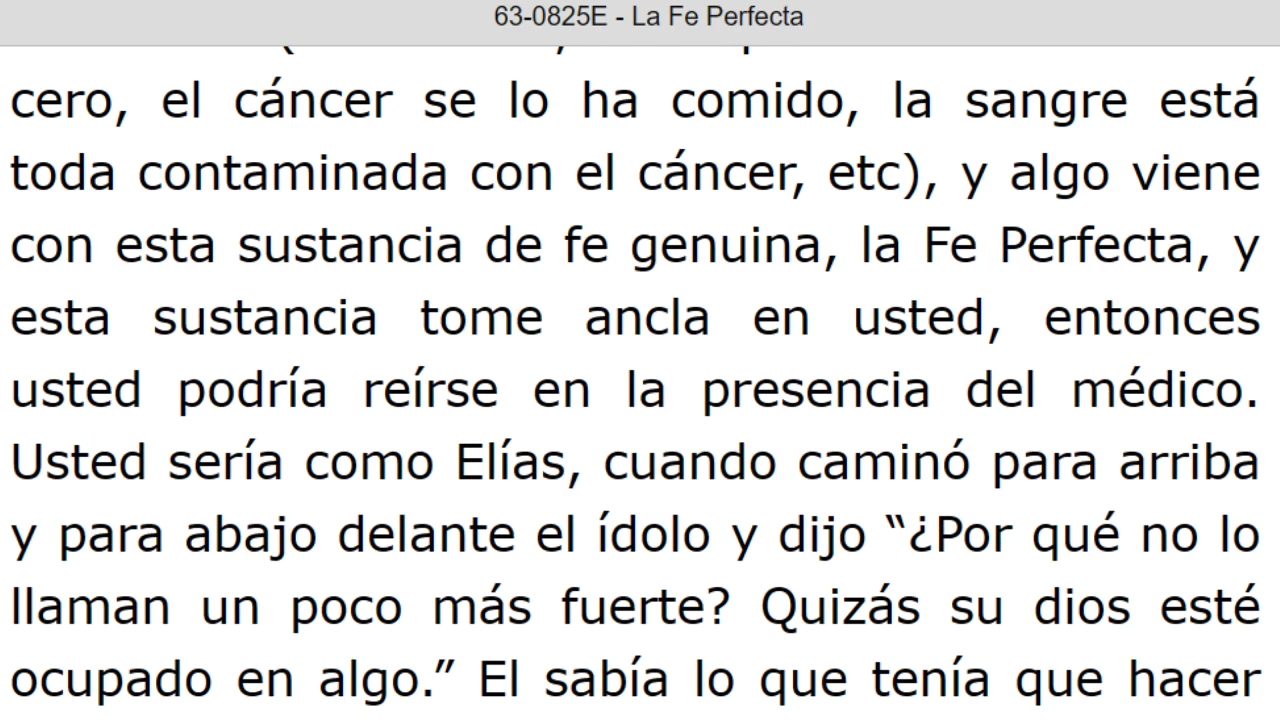 63-0825E - La Fe Perfecta
cero, el cáncer se lo ha comido, la sangre está
toda contaminada con el cáncer, etc), y algo viene
con esta sustancia de fe genuina, la Fe Perfecta, y
esta sustancia tome ancla en usted, entonces
usted podría reírse en la presencia del médico.
Usted sería como Elías, cuando caminó para arriba
y para abajo delante el ídolo y dijo “¿Por qué no lo
llaman un poco más fuerte? Quizás su dios esté
ocupado en algo.” El sabía lo que tenía que hacer